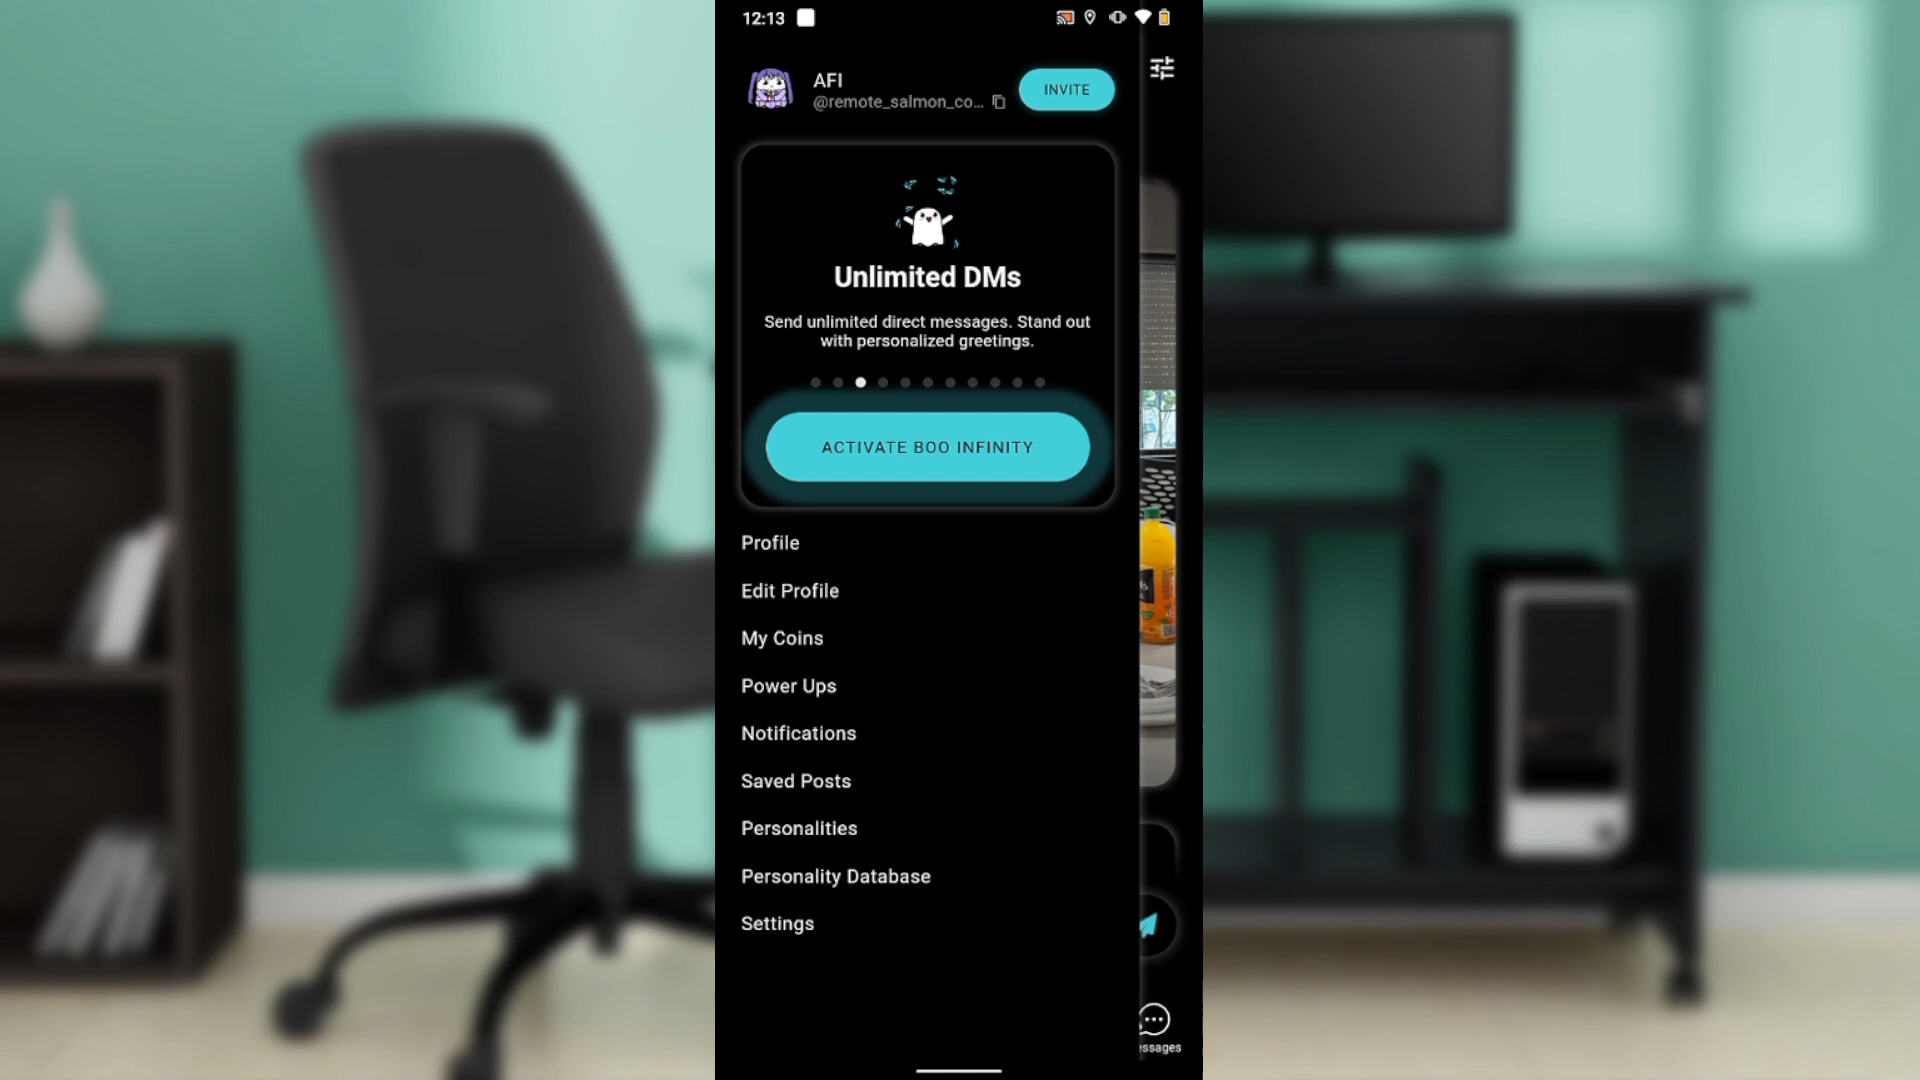 12:13
AFI
@remote_salmon_co...
INVITE
Unlimited DMs
Send unlimited direct messages. Stand out
with personalized greetings.
ACTIVATE BOO INFINITY
Profile
Edit Profile
My Coins
Power Ups
Notifications
Saved Posts
Personalities
Personality Database
Settings
essages